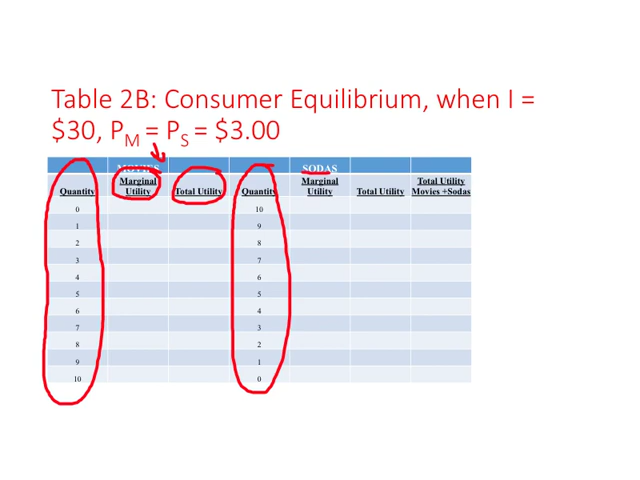 Table 2B: Consumer Equilibrium, when I =
$30, PM = PS = $3.00
MOVIES SODAS
Quantity Marginal Utility Total Utility Quantity Marginal Utility Total Utility Total Utility Movies +Sodas
0 10
1 9
2 8
3 7
4 6
5 5
6 4
7 3
8 2
9 1
10 0